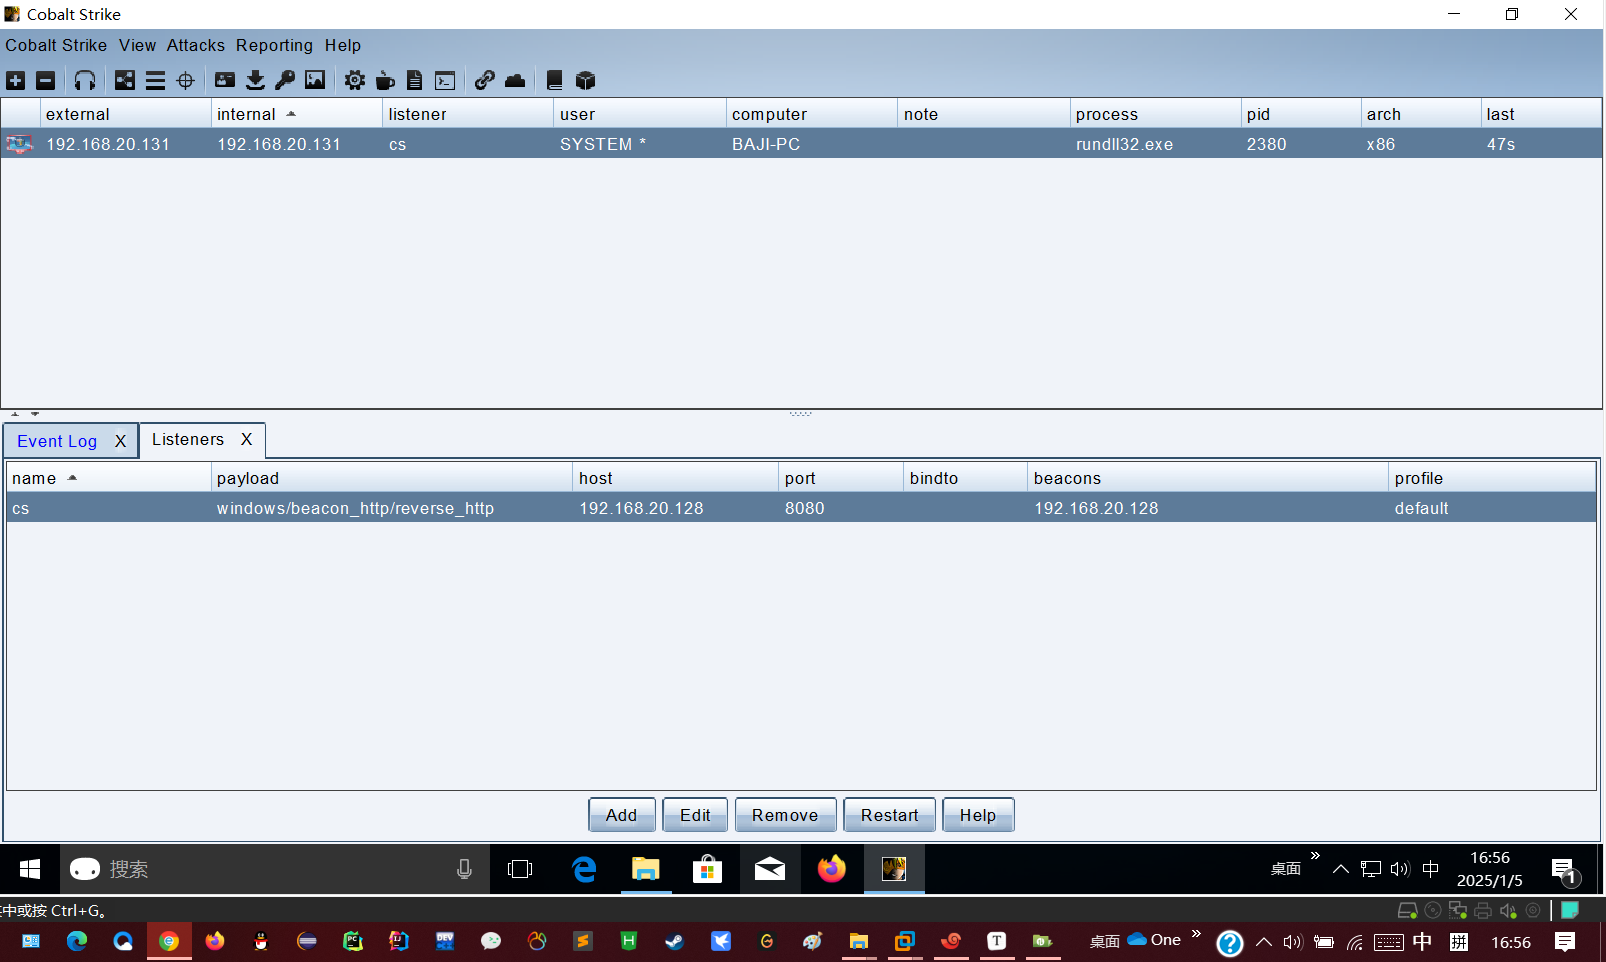 Cobalt Strike
Cobalt Strike View Attacks Reporting Help
external internal listener user computer note process pid arch last
192.168.20.131 192.168.20.131 cs SYSTEM * BAJI-PC rundll32.exe 2380 x86 47s
Event Log X Listeners X
name payload host port bindto beacons profile
cs windows/beacon_http/reverse_http 192.168.20.128 8080 192.168.20.128 default
Add Edit Remove Restart Help
搜索 桌面 » 中 16:56
2025/1/5
1
中或按 Ctrl+G。
桌面 One » 中 拼 16:56